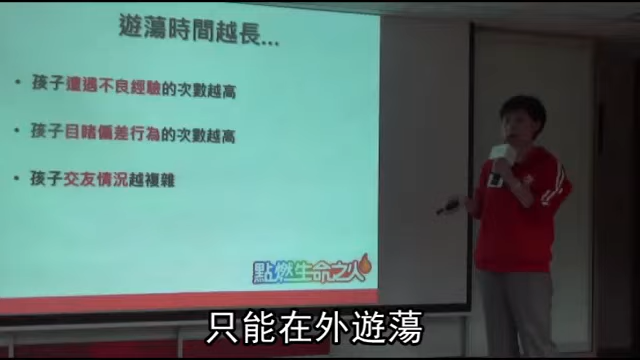 遊蕩時間越長...
• 孩子遭遇不良經驗的次數越高
• 孩子目睹偏差行為的次數越高
• 孩子交友情況越複雜
點燃生命之火
只能在外遊蕩